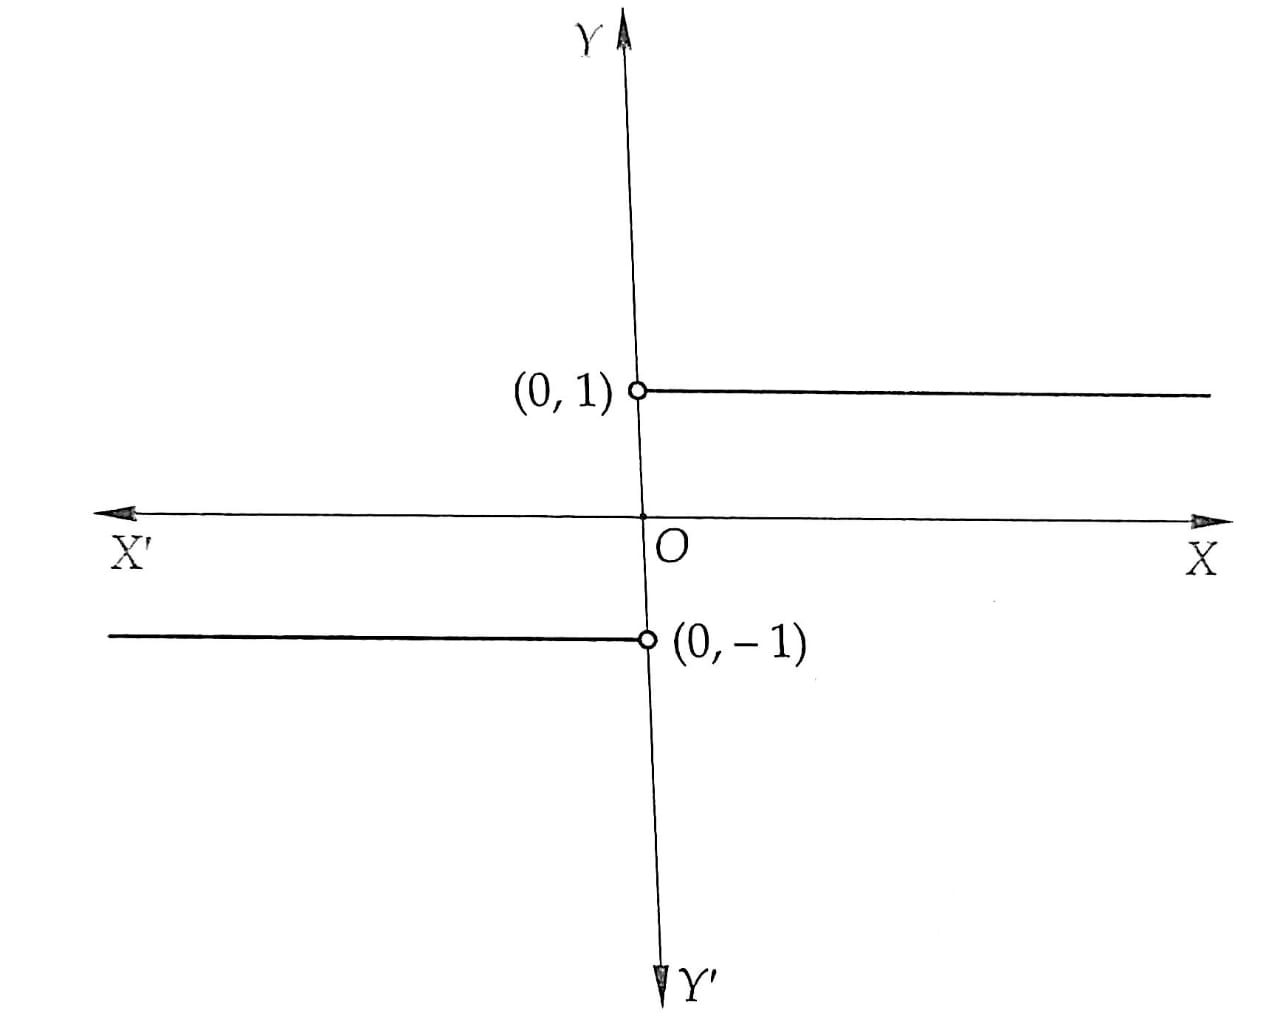 Y
(0, 1)
X'
O
X
(0, – 1)
Y'